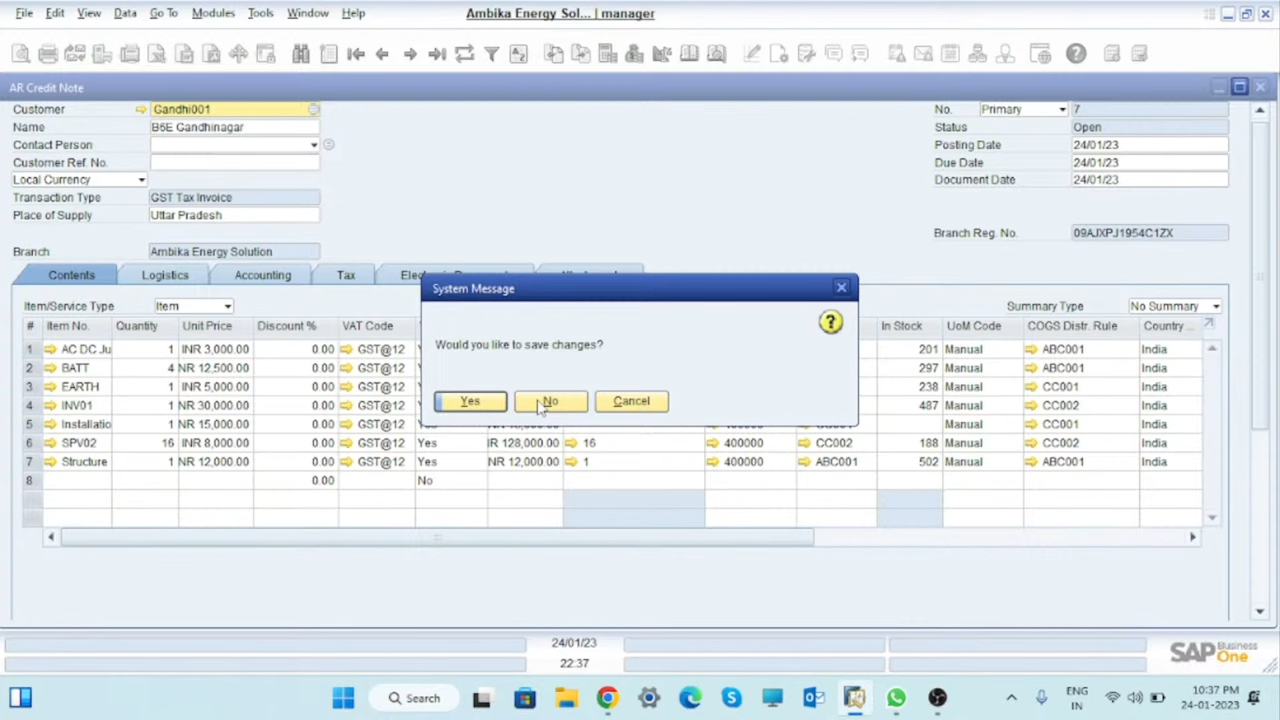 File Edit View Data Go To Modules Tools Window Help
Ambika Energy Sol... | manager
AR Credit Note
Customer Gandhi001
Name B6E Gandhinagar
Contact Person
Customer Ref. No.
Local Currency
Transaction Type GST Tax Invoice
Place of Supply Uttar Pradesh
Branch Ambika Energy Solution
No. Primary 7
Status Open
Posting Date 24/01/23
Due Date 24/01/23
Document Date 24/01/23
Branch Reg. No. 09AJXPJ1954C1ZX
Contents Logistics Accounting Tax
Item/Service Type Item
Summary Type No Summary
# Item No. Quantity Unit Price Discount % VAT Code In Stock UoM Code COGS Distr. Rule Country ...
1 AC DC Ju 1 INR 3,000.00 0.00 GST@12 201 Manual ABC001 India
2 BATT 4 NR 12,500.00 0.00 GST@12 297 Manual ABC001 India
3 EARTH 1 INR 5,000.00 0.00 GST@12 238 Manual CC001 India
4 INV01 1 NR 30,000.00 0.00 GST@12 487 Manual CC002 India
5 Installatio 1 NR 15,000.00 0.00 GST@12 Manual CC001 India
6 SPV02 16 INR 8,000.00 0.00 GST@12 Yes IR 128,000.00 16 400000 CC002 188 Manual CC002 India
7 Structure 1 NR 12,000.00 0.00 GST@12 Yes NR 12,000.00 1 400000 ABC001 502 Manual ABC001 India
8 0.00 No
System Message
Would you like to save changes?
Yes No Cancel
24/01/23
22:37
SAP Business One
Search
ENG
IN
10:37 PM
24-01-2023